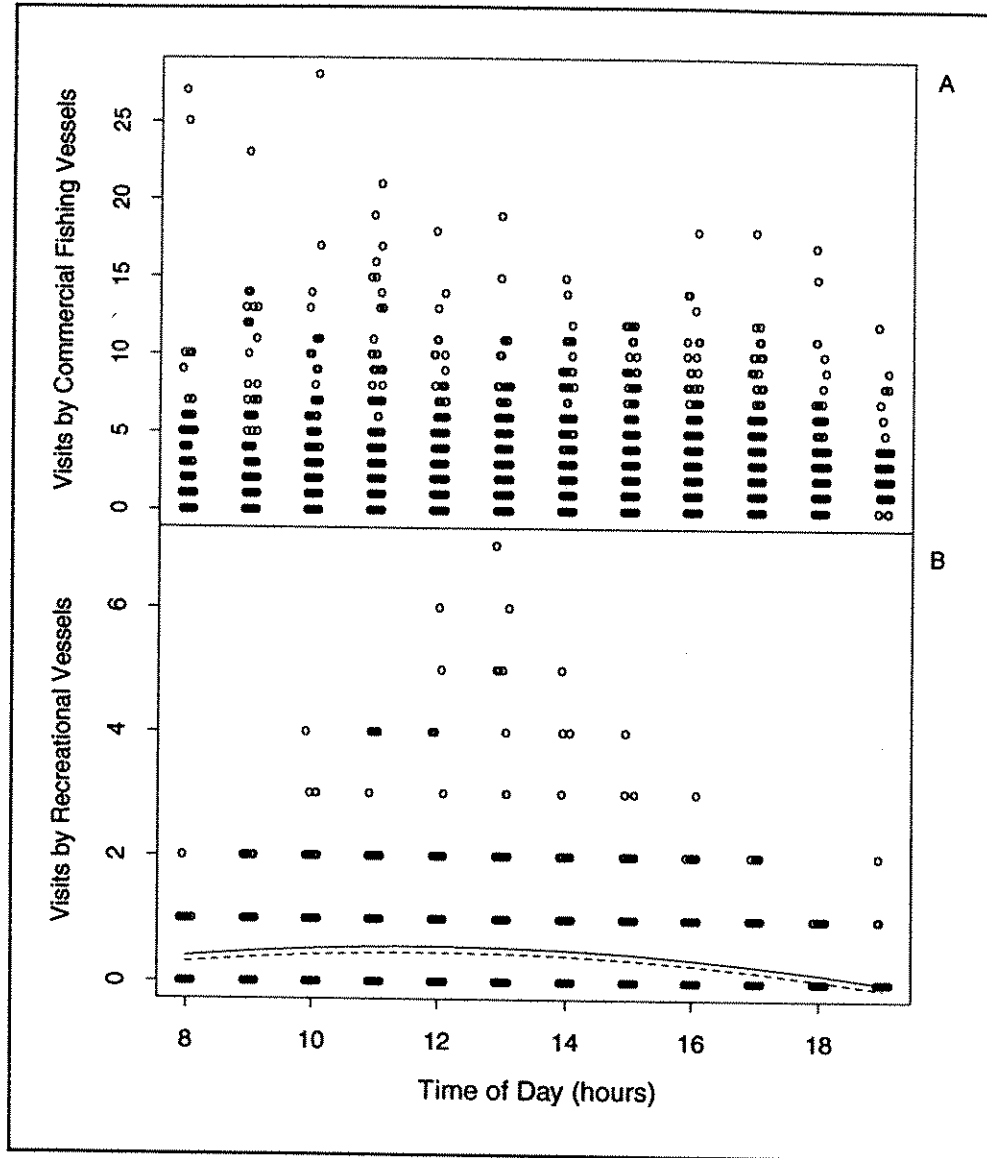 A
Visits by Commercial Fishing Vessels
25
20
15
10
5
0
B
Visits by Recreational Vessels
6
4
2
0
8 10 12 14 16 18
Time of Day (hours)